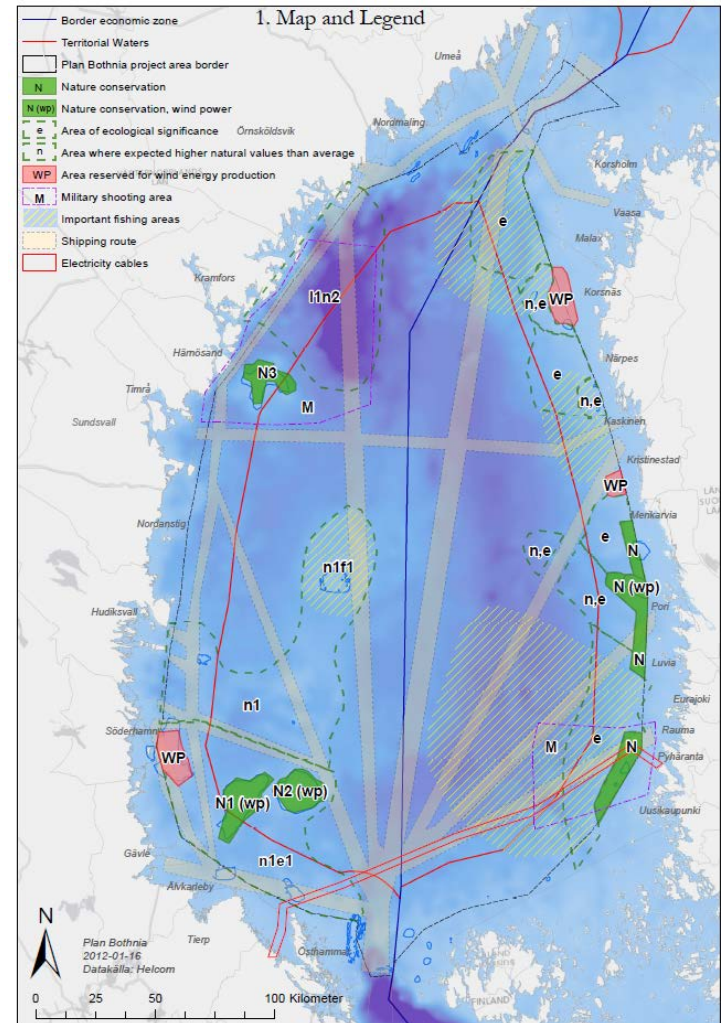 1. Map and Legend
Border economic zone
Territorial Waters
Plan Bothnia project area border
N Nature conservation
N (wp) Nature conservation, wind power
e Area of ecological significance
n Area where expected higher natural values than average
WP Area reserved for wind energy production
M Military shooting area
Important fishing areas
Shipping route
Electricity cables
Umeå
Nordmaling
Örnsköldsvik
Korsholm
Vaasa
Malax
e
Kramfors
l1n2
n,e
WP
Korsnäs
Härnösand
Närpes
N3
e
Timrå
M
n,e
Sundsvall
Kaskinen
Kristinestad
WP
Nordanstig
Merikarvia
e
N
n,e
n1f1
N (wp)
n,e
Pori
Hudiksvall
N
Luvia
n1
Eurajoki
Söderhamn
Rauma
M
e
N
WP
Pyhäranta
N1 (wp)
N2 (wp)
Uusikaupunki
Gävle
n1e1
Älvkarleby
N
Tierp
Östhammar
Plan Bothnia
2012-01-16
Datakälla: Helcom
0 50 100 Kilometer
FINLAND